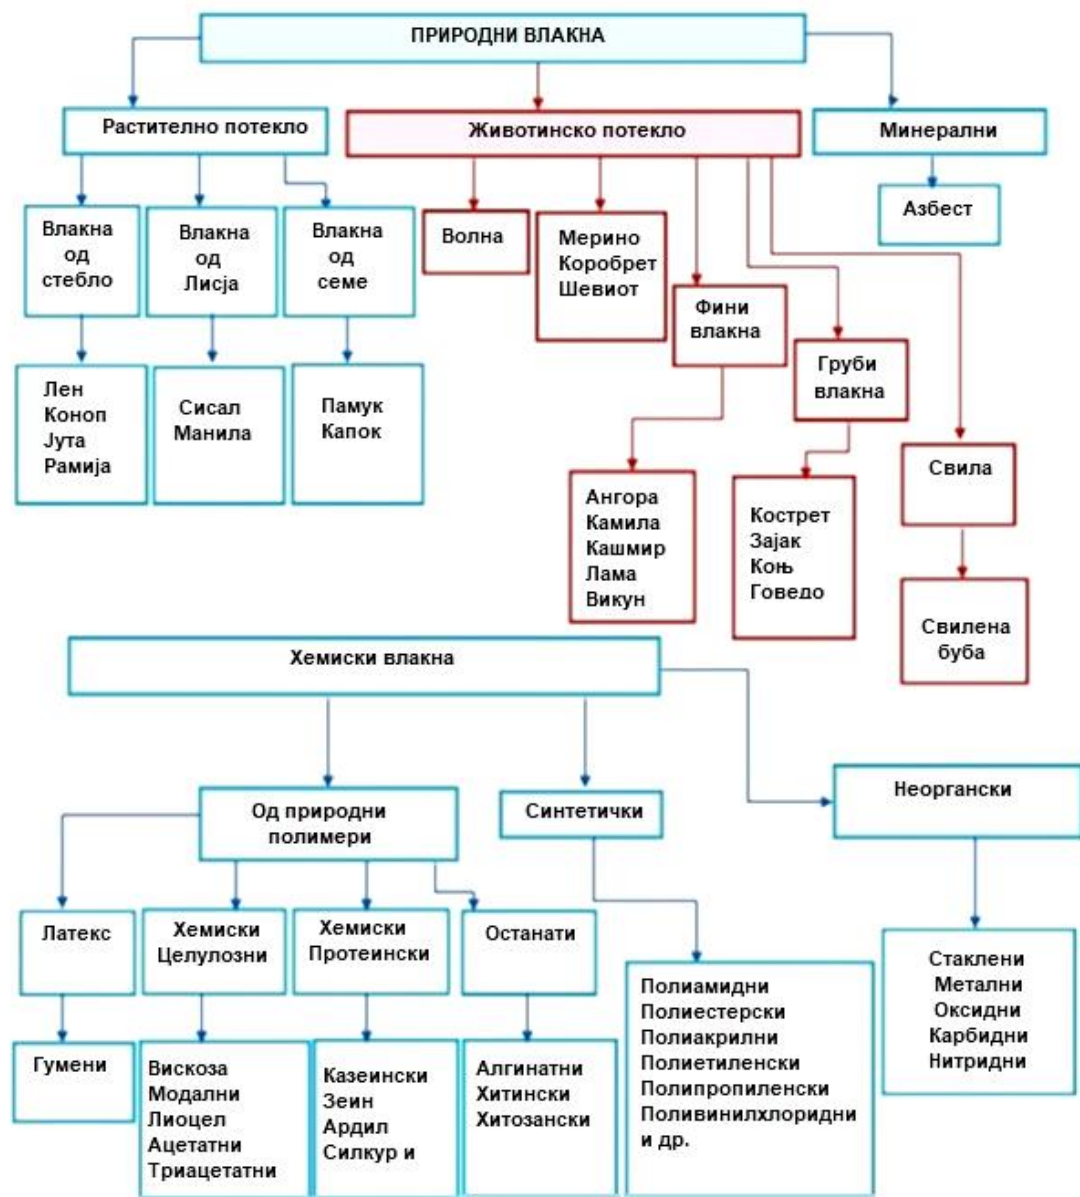 ПРИРОДНИ ВЛАКНА
Растително потекло
Животинско потекло
Минерални
Влакна
од
стебло
Влакна
од
Лисја
Влакна
од
семе
Волна
Мерино
Коробрет
Шевиот
Фини
влакна
Груби
влакна
Свила
Азбест
Лен
Коноп
Јута
Рамија
Сисал
Манила
Памук
Капок
Ангора
Камила
Кашмир
Лама
Викун
Кострет
Зајак
Коњ
Говедо
Свилена
буба
Хемиски влакна
Од природни
полимери
Синтетички
Неоргански
Латекс
Хемиски
Целулозни
Хемиски
Протеински
Останати
Гумени
Вискоза
Модални
Лиоцел
Ацетатни
Триацетатни
Казеински
Зеин
Ардил
Силкур и
Алгинатни
Хитински
Хитозански
Полиамидни
Полиестерски
Полиакрилни
Полиетиленски
Полипропиленски
Поливинилхлоридни
и др.
Стаклени
Метални
Оксидни
Карбидни
Нитридни